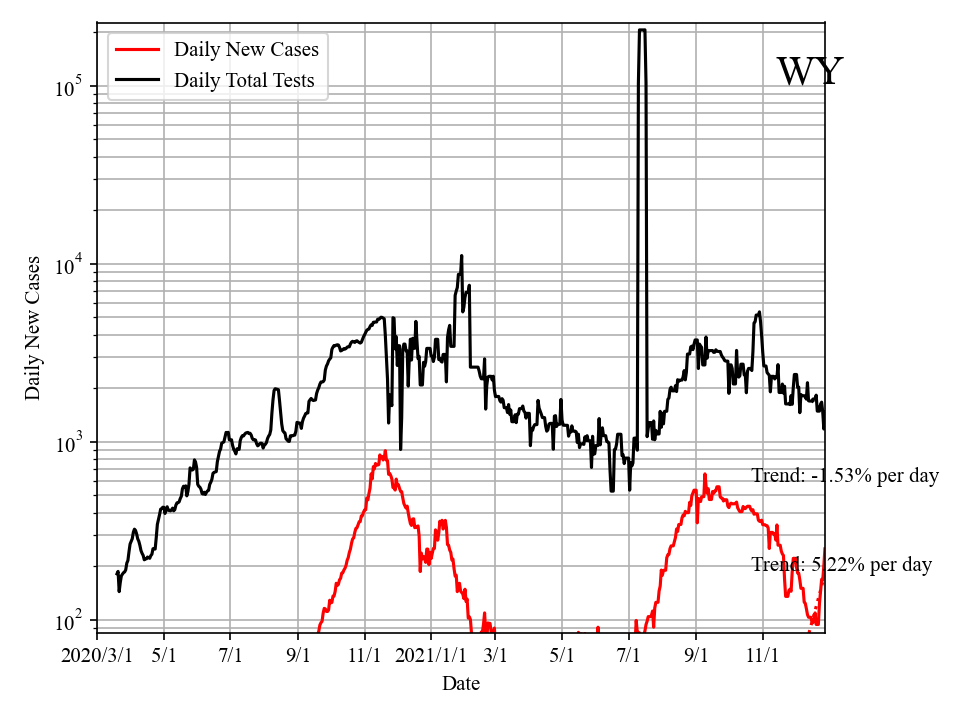 Daily New Cases
Daily Total Tests
WY
10^5
10^4
10^3
10^2
Daily New Cases
Trend: -1.53% per day
Trend: 5.22% per day
2020/3/1 5/1 7/1 9/1 11/1 2021/1/1 3/1 5/1 7/1 9/1 11/1
Date